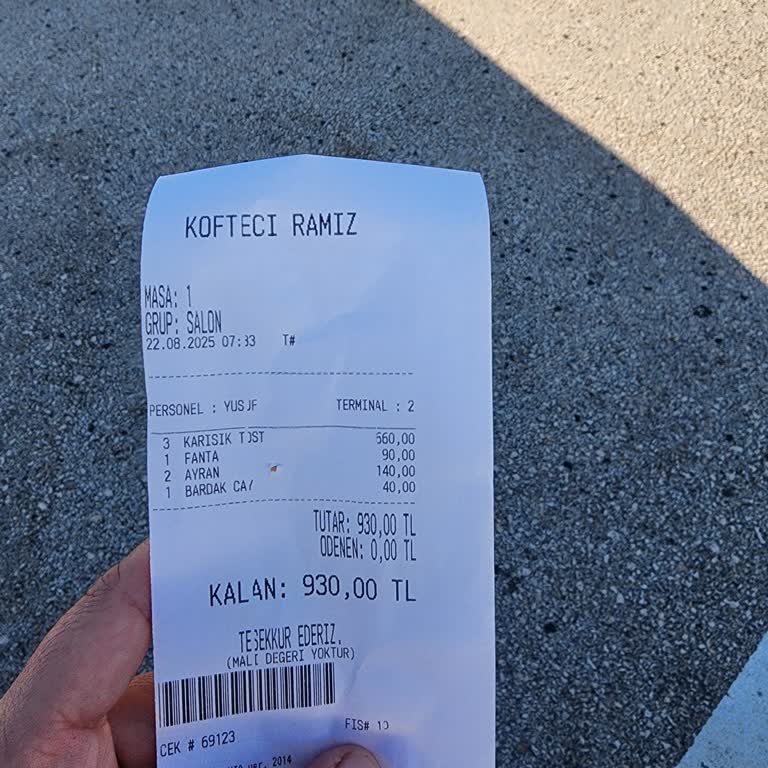 KOFTECI RAMIZ
MASA: 1
GRUP: SALON
22.08.2025 07:33 T#
PERSONEL : YUSUF TERMINAL : 2
3 KARISIK TOST 660,00
1 FANTA 90,00
2 AYRAN 140,00
1 BARDAK CAY 40,00
TUTAR: 930,00 TL
ODENEN: 0,00 TL
KALAN: 930,00 TL
TESEKKUR EDERIZ.
(MALI DEGERI YOKTUR)
FIS# 10
CEK # 69123
ver. 2014